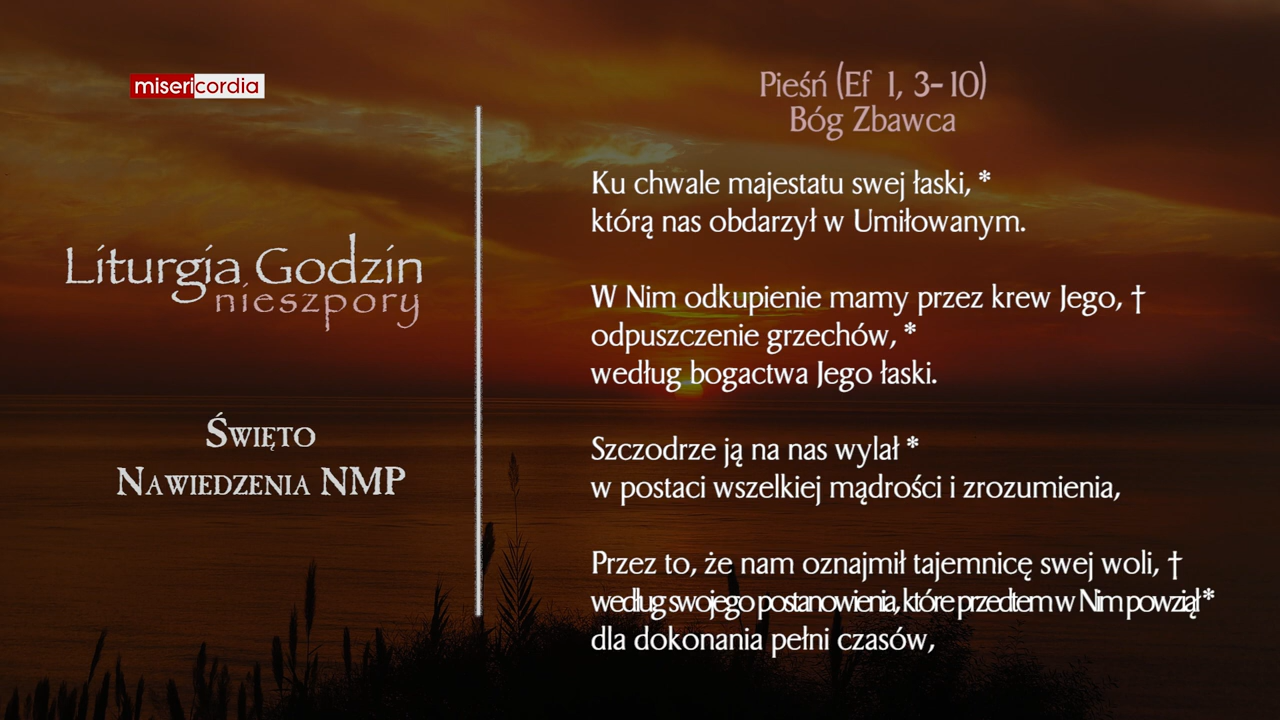 misericordia
Liturgia Godzin
nieszpory
Święto
Nawiedzenia NMP
Pieśń (Ef 1, 3-10)
Bóg Zbawca
Ku chwale majestatu swej łaski, *
którą nas obdarzył w Umiłowanym.
W Nim odkupienie mamy przez krew Jego, †
odpuszczenie grzechów, *
według bogactwa Jego łaski.
Szczodrze ją na nas wylał *
w postaci wszelkiej mądrości i zrozumienia,
Przez to, że nam oznajmił tajemnicę swej woli, †
według swojego postanowienia, które przedtem w Nim powziął *
dla dokonania pełni czasów,